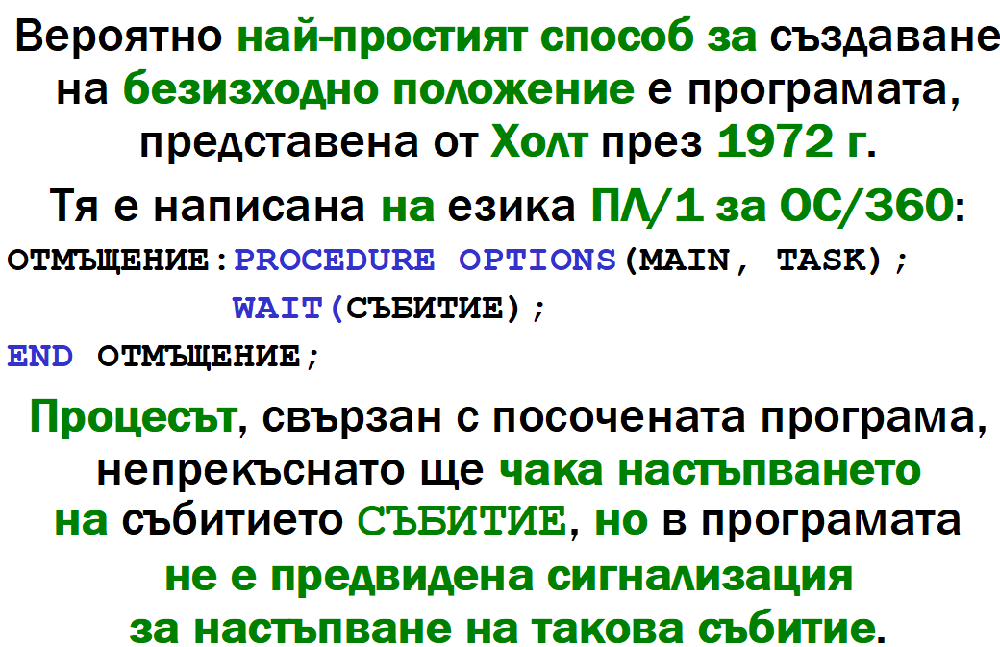 Вероятно най-простият способ за създаване
на безизходно положение е програмата,
представена от Холт през 1972 г.
Тя е написана на езика ПЛ/1 за ОС/360:
ОТМЪЩЕНИЕ:PROCEDURE OPTIONS(MAIN, TASK);
WAIT(СЪБИТИЕ);
END ОТМЪЩЕНИЕ;
Процесът, свързан с посочената програма,
непрекъснато ще чака настъпването
на събитието СЪБИТИЕ, но в програмата
не е предвидена сигнализация
за настъпване на такова събитие.